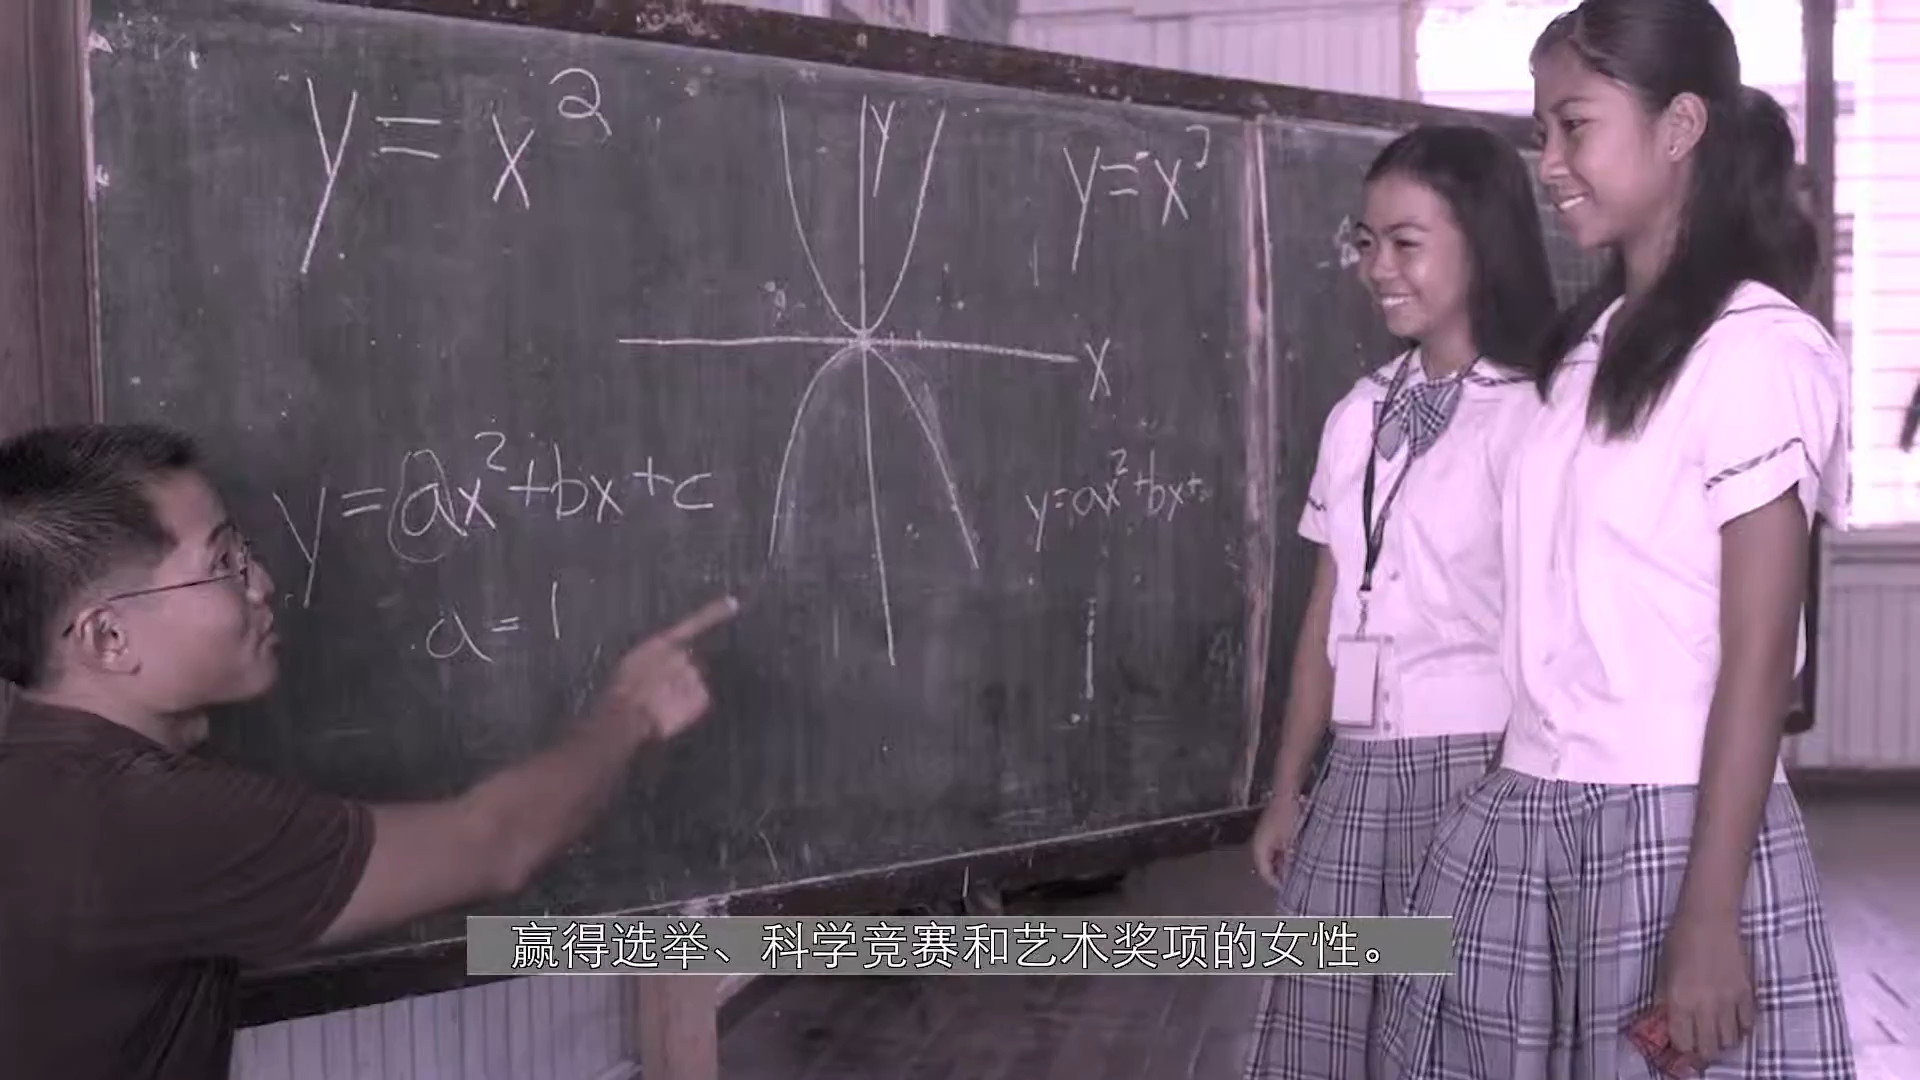 y = x²
y
y = x²
x
y = ax² + bx + c
y = ax² + bx +
a = 1
赢得选举、科学竞赛和艺术奖项的女性。